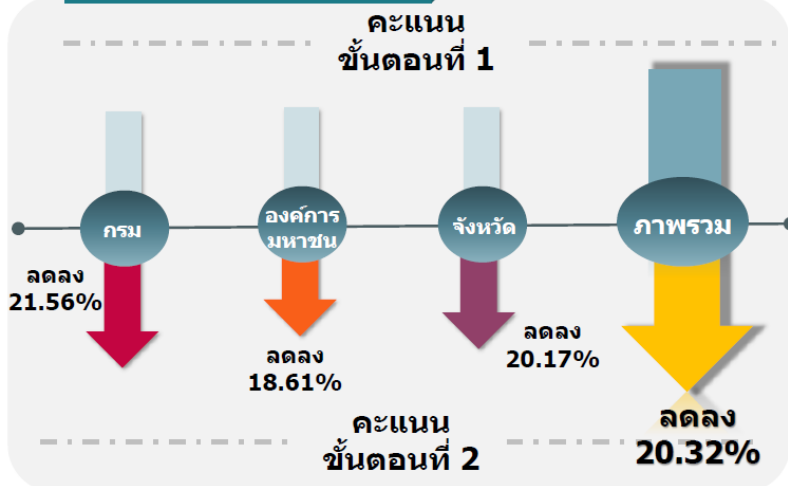 คะแนน
ขั้นตอนที่ 1
กรม
องค์การ
มหาชน
จังหวัด
ภาพรวม
ลดลง
21.56%
ลดลง
18.61%
ลดลง
20.17%
ลดลง
20.32%
คะแนน
ขั้นตอนที่ 2